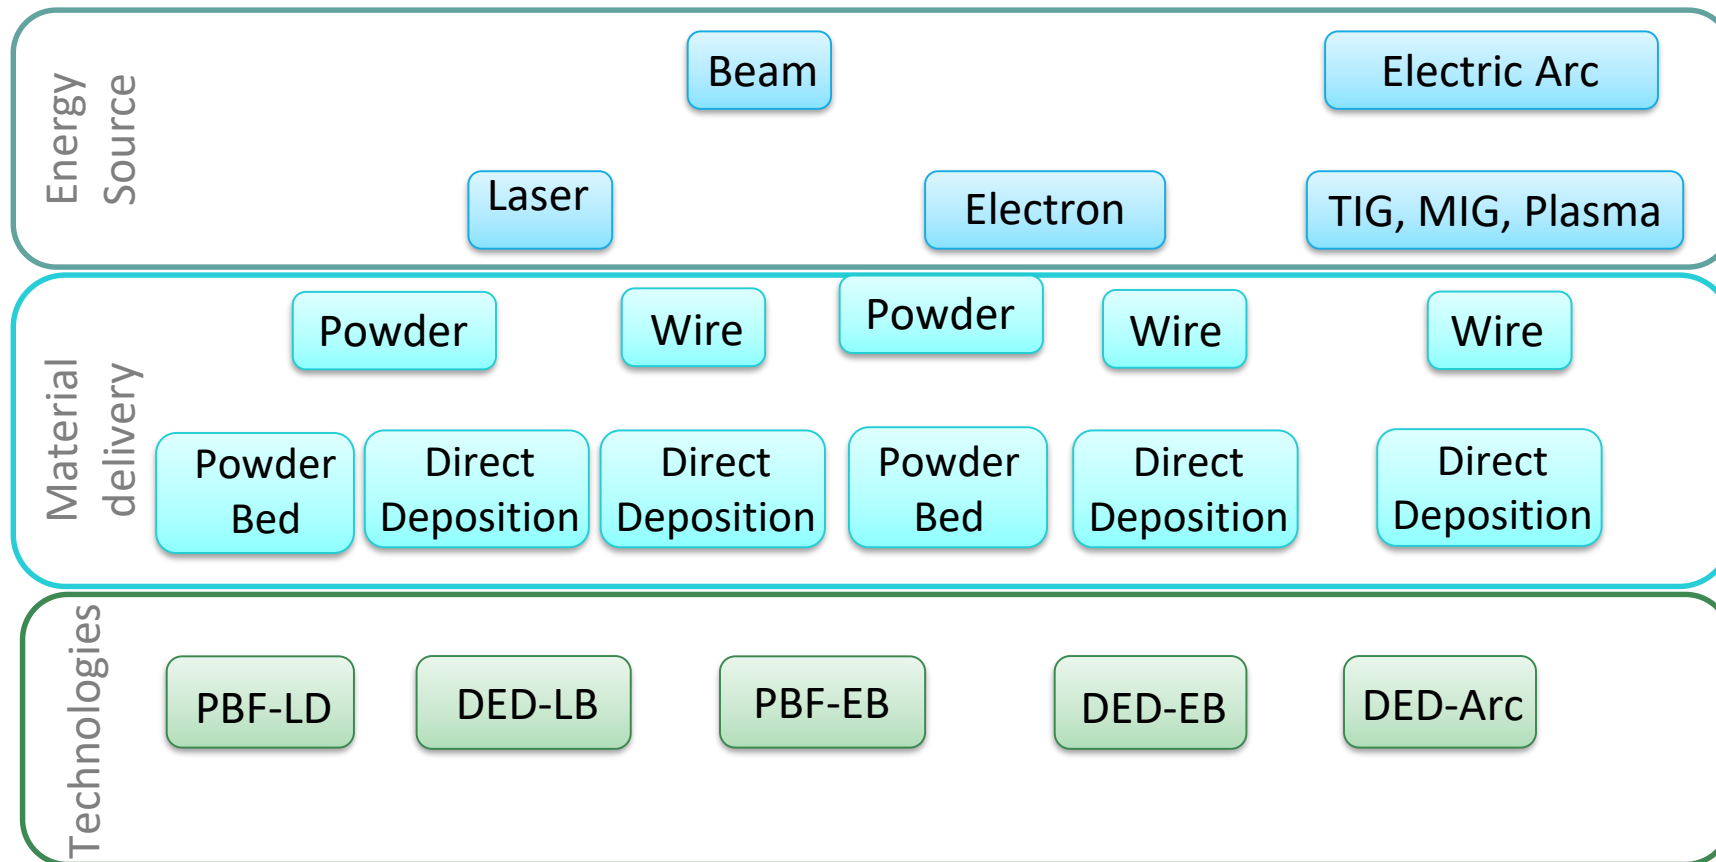 Energy
Source
Beam
Electric Arc
Laser
Electron
TIG, MIG, Plasma
Material
delivery
Powder
Wire
Powder
Wire
Wire
Powder
Bed
Direct
Deposition
Direct
Deposition
Powder
Bed
Direct
Deposition
Direct
Deposition
Technologies
PBF-LD
DED-LB
PBF-EB
DED-EB
DED-Arc